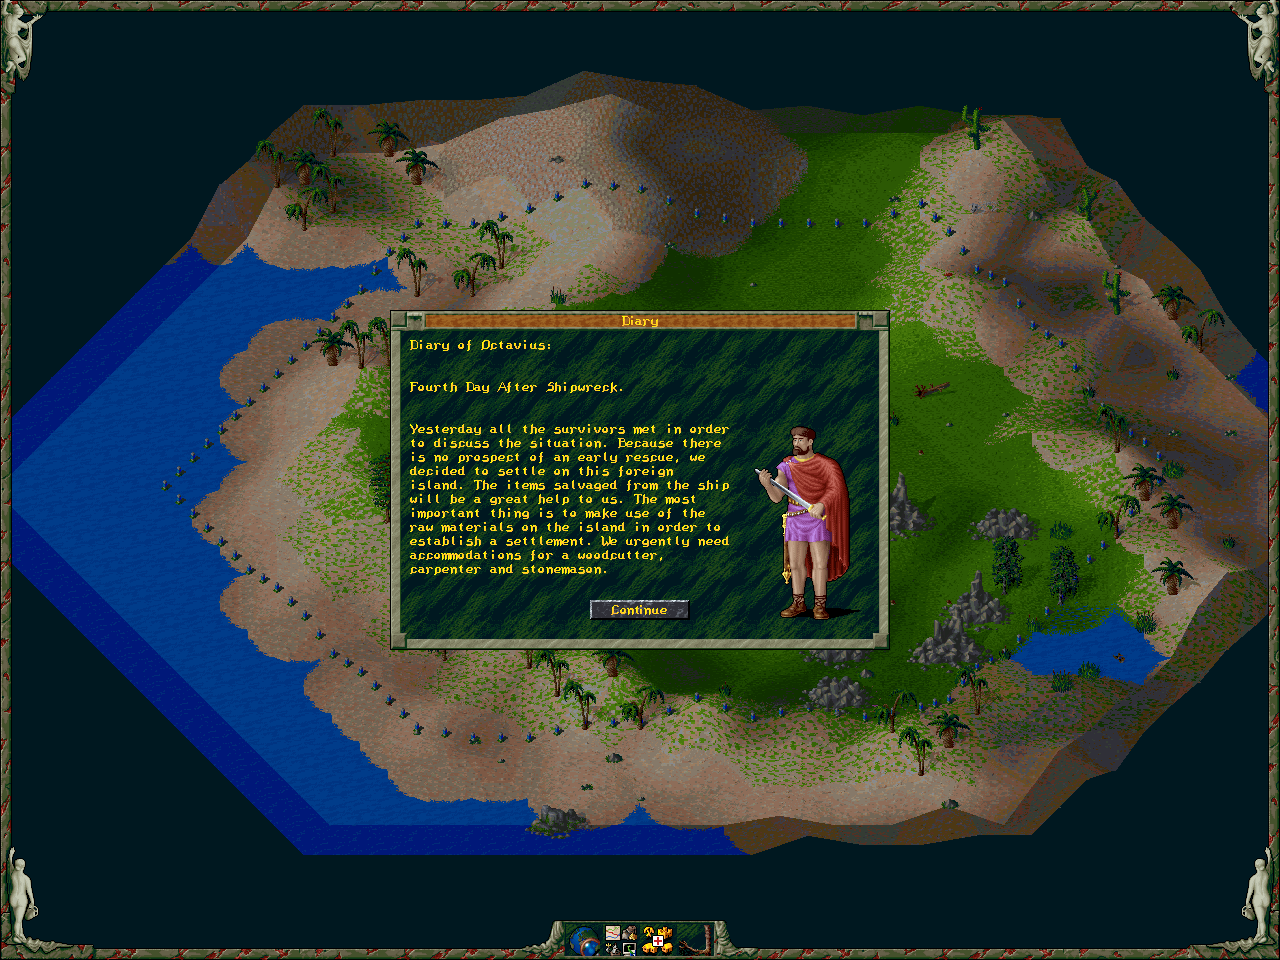 Diary
Diary of Octavius:
Fourth Day After Shipwreck.
Yesterday all the survivors met in order
to discuss the situation. Because there
is no prospect of an early rescue, we
decided to settle on this foreign
island. The items salvaged from the ship
will be a great help to us. The most
important thing is to make use of the
raw materials on the island in order to
establish a settlement. We urgently need
accommodations for a woodcutter,
carpenter and stonemason.
Continue